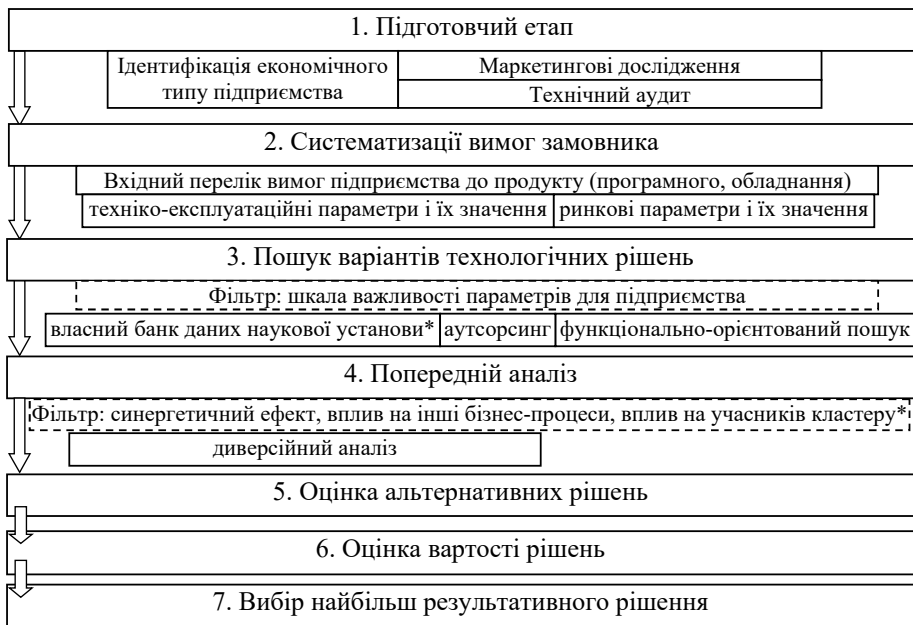 1. Підготовчий етап
Ідентифікація економічного
типу підприємства
Маркетингові дослідження
Технічний аудит
2. Систематизації вимог замовника
Вхідний перелік вимог підприємства до продукту (програмного, обладнання)
техніко-експлуатаційні параметри і їх значення
ринкові параметри і їх значення
3. Пошук варіантів технологічних рішень
Фільтр: шкала важливості параметрів для підприємства
власний банк даних наукової установи*
аутсорсинг
функціонально-орієнтований пошук
4. Попередній аналіз
Фільтр: синергетичний ефект, вплив на інші бізнес-процеси, вплив на учасників кластеру*
диверсійний аналіз
5. Оцінка альтернативних рішень
6. Оцінка вартості рішень
7. Вибір найбільш результативного рішення